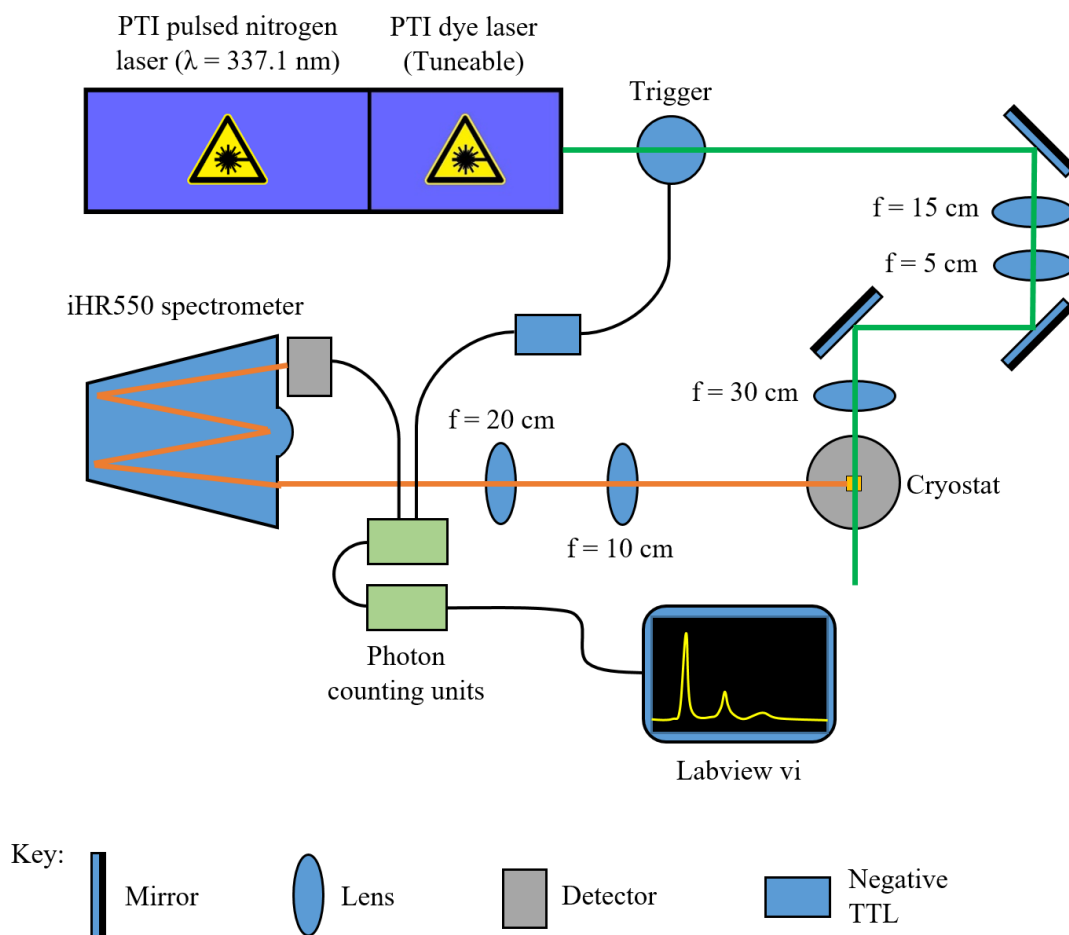 PTI pulsed nitrogen
laser (λ = 337.1 nm)
PTI dye laser
(Tuneable)
Trigger
f = 15 cm
f = 5 cm
iHR550 spectrometer
f = 30 cm
f = 20 cm
Cryostat
f = 10 cm
Photon
counting units
Labview vi
Key:
Mirror
Lens
Detector
Negative
TTL